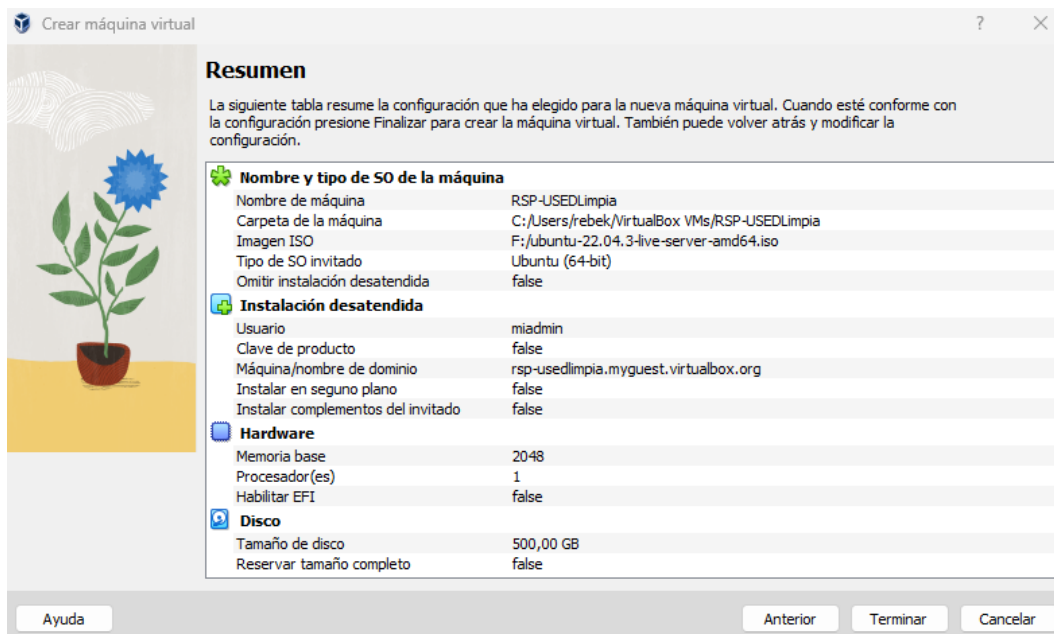 Crear máquina virtual
?
Resumen
La siguiente tabla resume la configuración que ha elegido para la nueva máquina virtual. Cuando esté conforme con
la configuración presione Finalizar para crear la máquina virtual. También puede volver atrás y modificar la
configuración.
Nombre y tipo de SO de la máquina
Nombre de máquina RSP-USEDLimpia
Carpeta de la máquina C:/Users/rebek/VirtualBox VMs/RSP-USEDLimpia
Imagen ISO F:/ubuntu-22.04.3-live-server-amd64.iso
Tipo de SO invitado Ubuntu (64-bit)
Omitir instalación desatendida false
Instalación desatendida
Usuario miadmin
Clave de producto false
Máquina/nombre de dominio rsp-usedlimpia.myguest.virtualbox.org
Instalar en seguno plano false
Instalar complementos del invitado false
Hardware
Memoria base 2048
Procesador(es) 1
Habilitar EFI false
Disco
Tamaño de disco 500,00 GB
Reservar tamaño completo false
Ayuda Anterior Terminar Cancelar